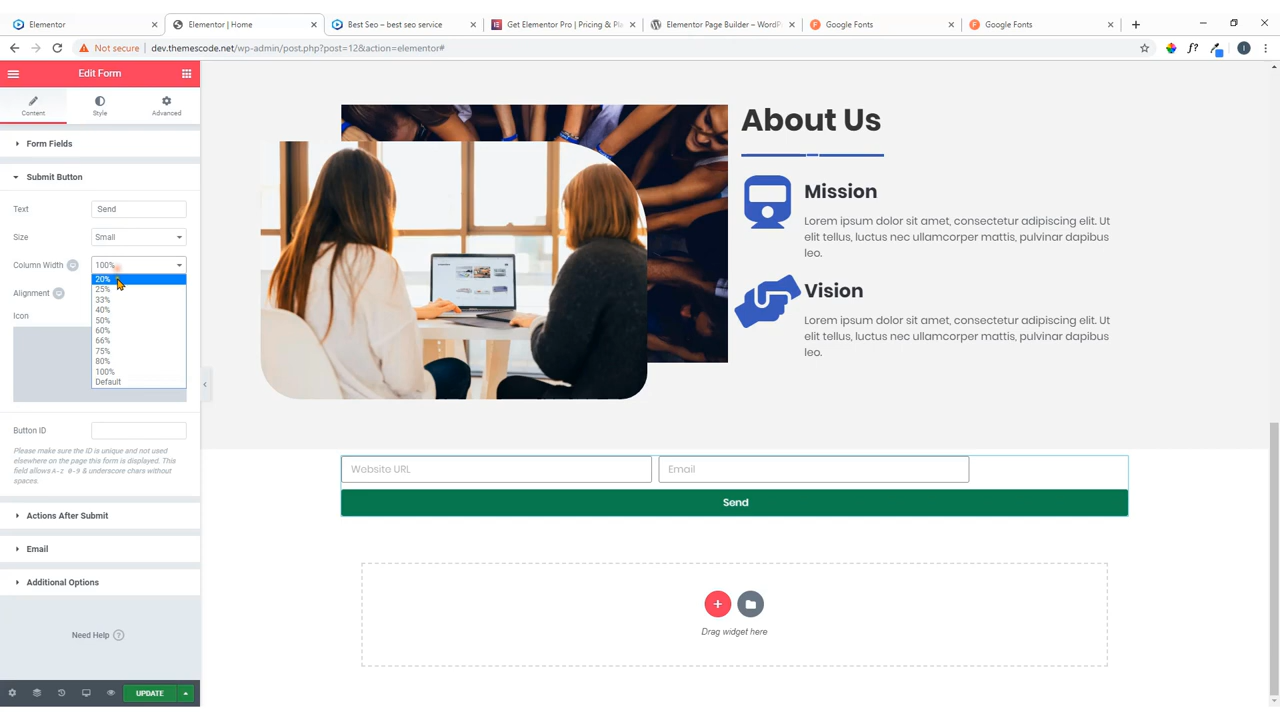 Elementor
Elementor | Home
Best Seo – best seo service
Get Elementor Pro | Pricing & Pl
Elementor Page Builder – WordP
Google Fonts
Google Fonts
Not secure
dev.themescode.net/wp-admin/post.php?post=12&action=elementor#
Edit Form
Content
Style
Advanced
Form Fields
Submit Button
Text
Send
Size
Small
Column Width
100%
20%
25%
33%
40%
50%
60%
66%
75%
80%
100%
Default
Alignment
Icon
Button ID
Please make sure the ID is unique and not used
elsewhere on the page this form is displayed. This
field allows A-z 0-9 & underscore chars without
spaces.
Actions After Submit
Email
Additional Options
Need Help ?
UPDATE
About Us
Mission
Lorem ipsum dolor sit amet, consectetur adipiscing elit. Ut
elit tellus, luctus nec ullamcorper mattis, pulvinar dapibus
leo.
Vision
Lorem ipsum dolor sit amet, consectetur adipiscing elit. Ut
elit tellus, luctus nec ullamcorper mattis, pulvinar dapibus
leo.
Website URL
Email
Send
Drag widget here